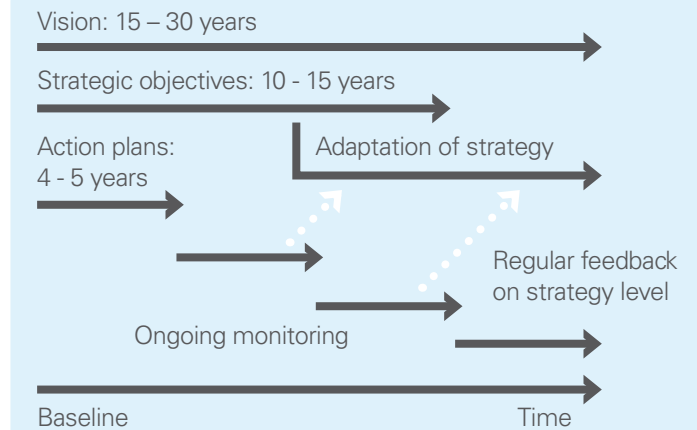 Vision: 15 – 30 years
Strategic objectives: 10 - 15 years
Action plans:
4 - 5 years
Adaptation of strategy
Regular feedback
on strategy level
Ongoing monitoring
Baseline
Time